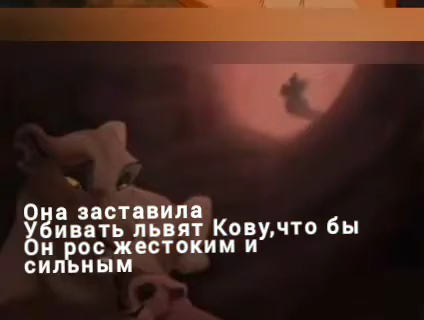 Она заставила
Убивать львят Кову,что бы
Он рос жестоким и
сильным